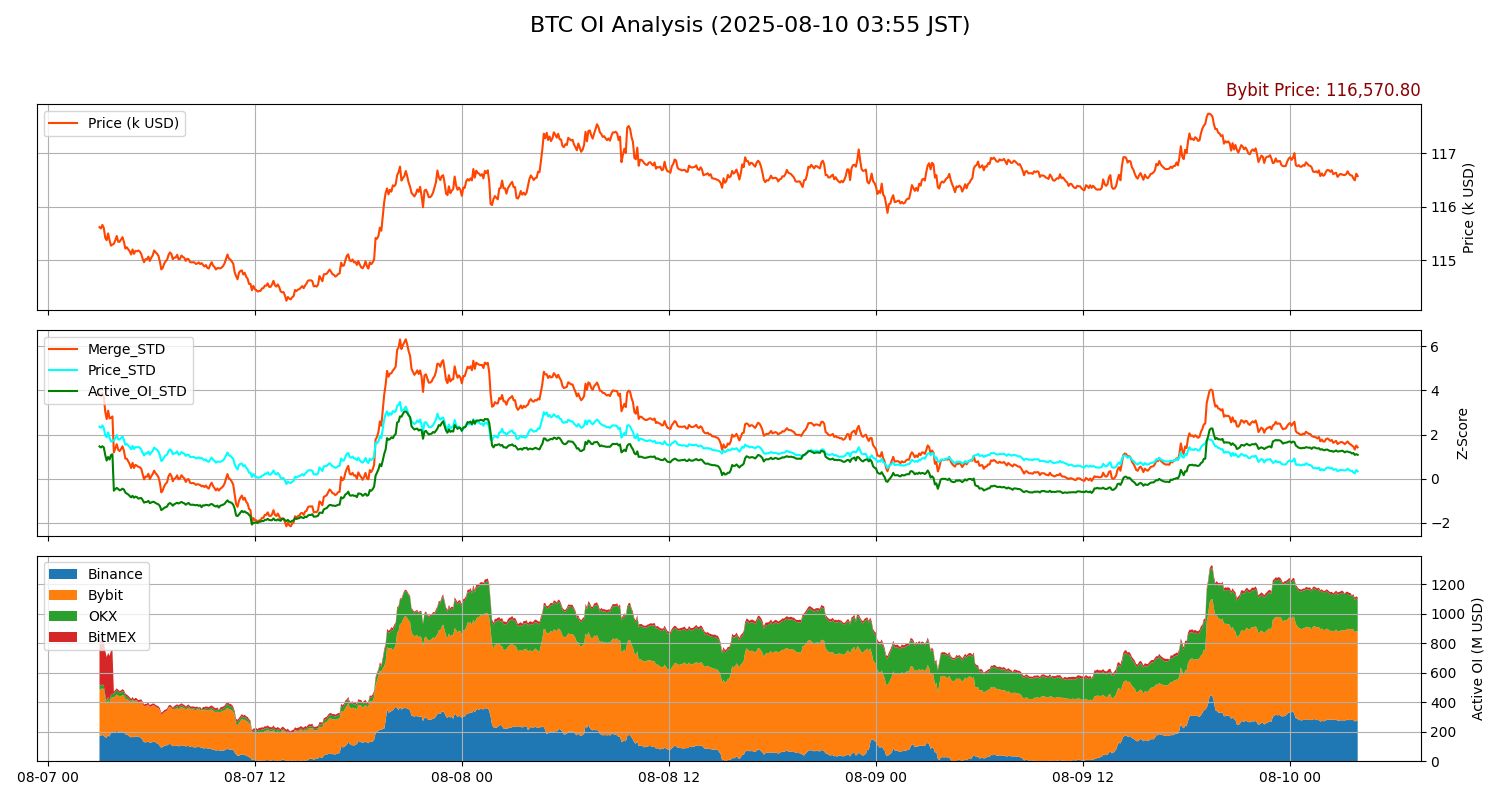 BTC OI Analysis (2025-08-10 03:55 JST)
Bybit Price: 116,570.80
Price (k USD)
117
116
115
Price (k USD)
Merge_STD
Price_STD
Active_OI_STD
6
4
2
0
−2
Z-Score
Binance
Bybit
OKX
BitMEX
1200
1000
800
600
400
200
0
Active OI (M USD)
08-07 00
08-07 12
08-08 00
08-08 12
08-09 00
08-09 12
08-10 00